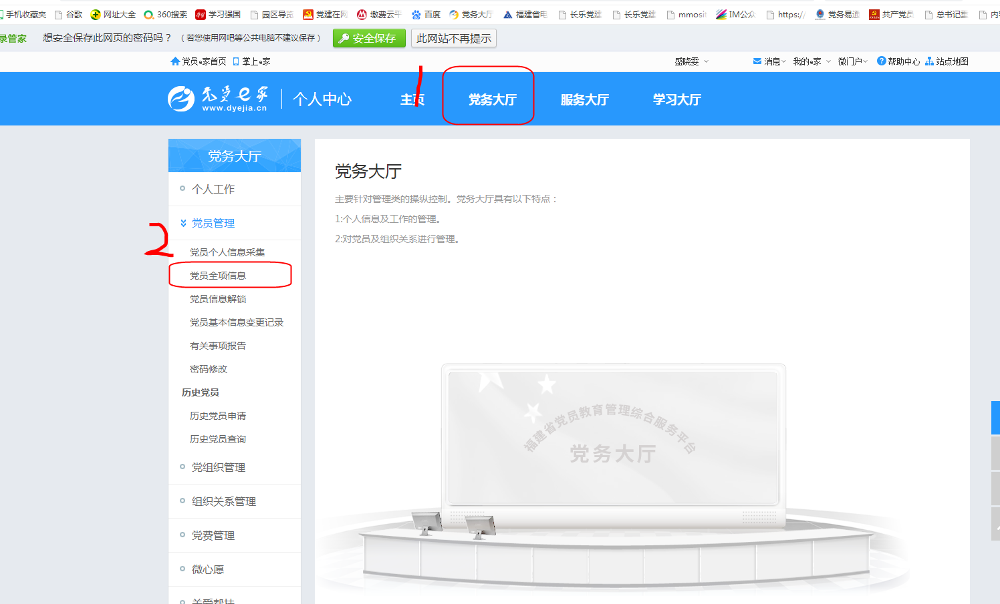 手机收藏夹 谷歌 网址大全 360搜索 学习强国 园区导览 党建在网 缴费云平 百度 党务大厅 福建省电 长乐党建 长乐党建 mmosit IM公众 https:// 党务易通 共产党员 总书记重 内
录管家 想安全保存此网页的密码吗？ （若您使用网吧等公共电脑不建议保存） 安全保存 此网站不再提示
党员e家首页 掌上e家 盛晓雯 消息 我的e家 微门户 帮助中心 站点地图
党员e家 www.dyejia.cn 个人中心 主页 党务大厅 服务大厅 学习大厅
1
党务大厅
个人工作
党员管理
2
党员个人信息采集
党员全项信息
党员信息解锁
党员基本信息变更记录
有关事项报告
密码修改
历史党员
历史党员申请
历史党员查询
党组织管理
组织关系管理
党费管理
微心愿
关爱帮扶
党务大厅
主要针对管理类的操纵控制。党务大厅具有以下特点：
1:个人信息及工作的管理。
2:对党员及组织关系进行管理。
福建省党员教育管理综合服务平台
党务大厅